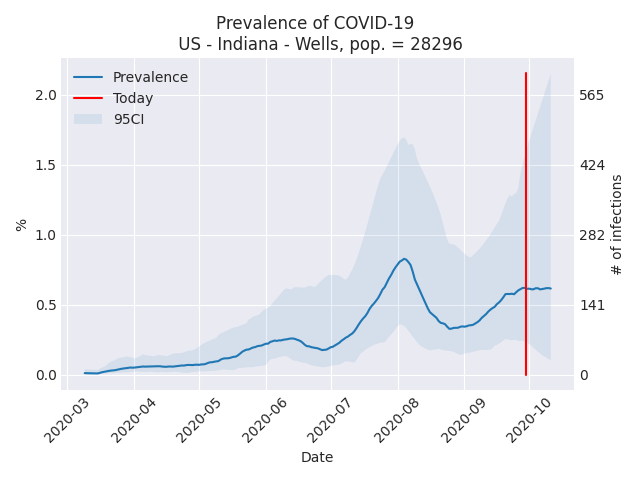 Prevalence of COVID-19
US - Indiana - Wells, pop. = 28296
Prevalence
Today
95CI
2.0
1.5
1.0
0.5
0.0
%
565
424
282
141
0
# of infections
2020-03
2020-04
2020-05
2020-06
2020-07
2020-08
2020-09
2020-10
Date